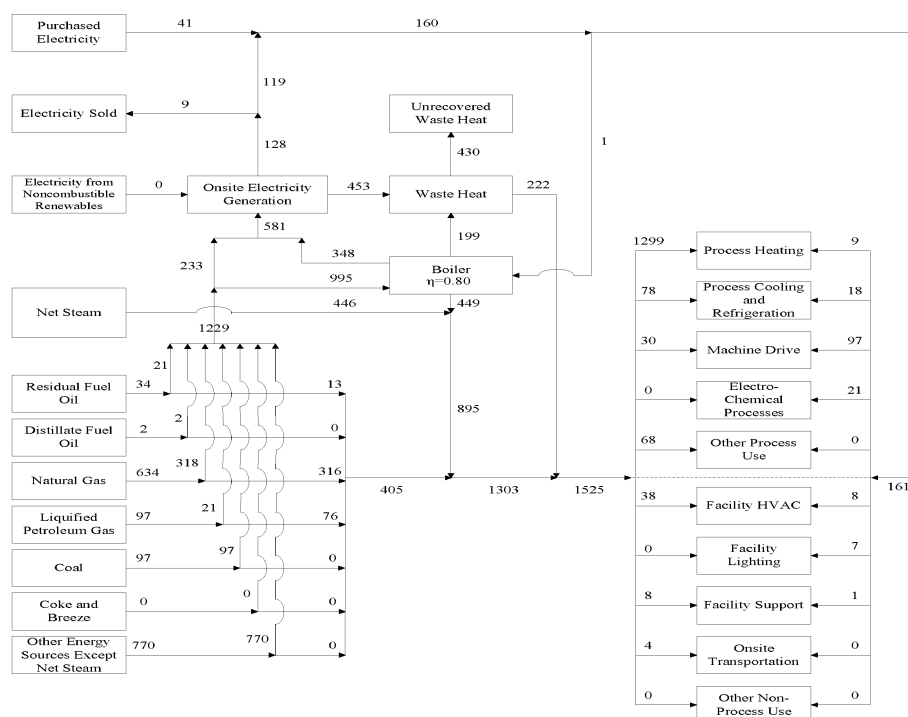 Purchased
Electricity
41
160
119
Electricity Sold
9
128
Unrecovered
Waste Heat
430
1
Electricity from
Noncombustible
Renewables
0
Onsite Electricity
Generation
453
Waste Heat
222
581
199
233
348
995
Boiler
η=0.80
Net Steam
446
449
1229
21
Residual Fuel
Oil
34
13
895
Distillate Fuel
Oil
2
2
0
Natural Gas
634
318
316
405
1303
1525
Liquified
Petroleum Gas
97
21
76
Coal
97
97
0
Coke and
Breeze
0
0
0
Other Energy
Sources Except
Net Steam
770
770
0
1299
Process Heating
9
78
Process Cooling
and
Refrigeration
18
30
Machine Drive
97
0
Electro-
Chemical
Processes
21
68
Other Process
Use
0
161
38
Facility HVAC
8
0
Facility
Lighting
7
8
Facility Support
1
4
Onsite
Transportation
0
0
Other Non-
Process Use
0